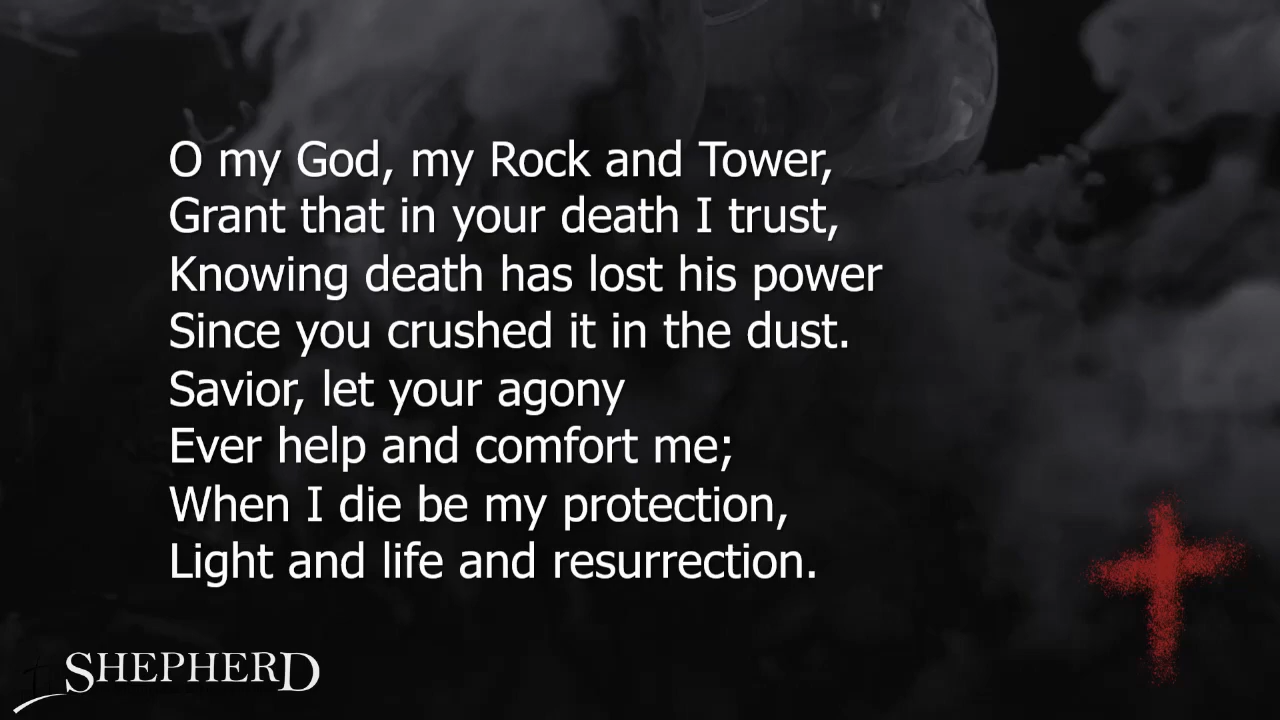 O my God, my Rock and Tower,
Grant that in your death I trust,
Knowing death has lost his power
Since you crushed it in the dust.
Savior, let your agony
Ever help and comfort me;
When I die be my protection,
Light and life and resurrection.
SHEPHERD